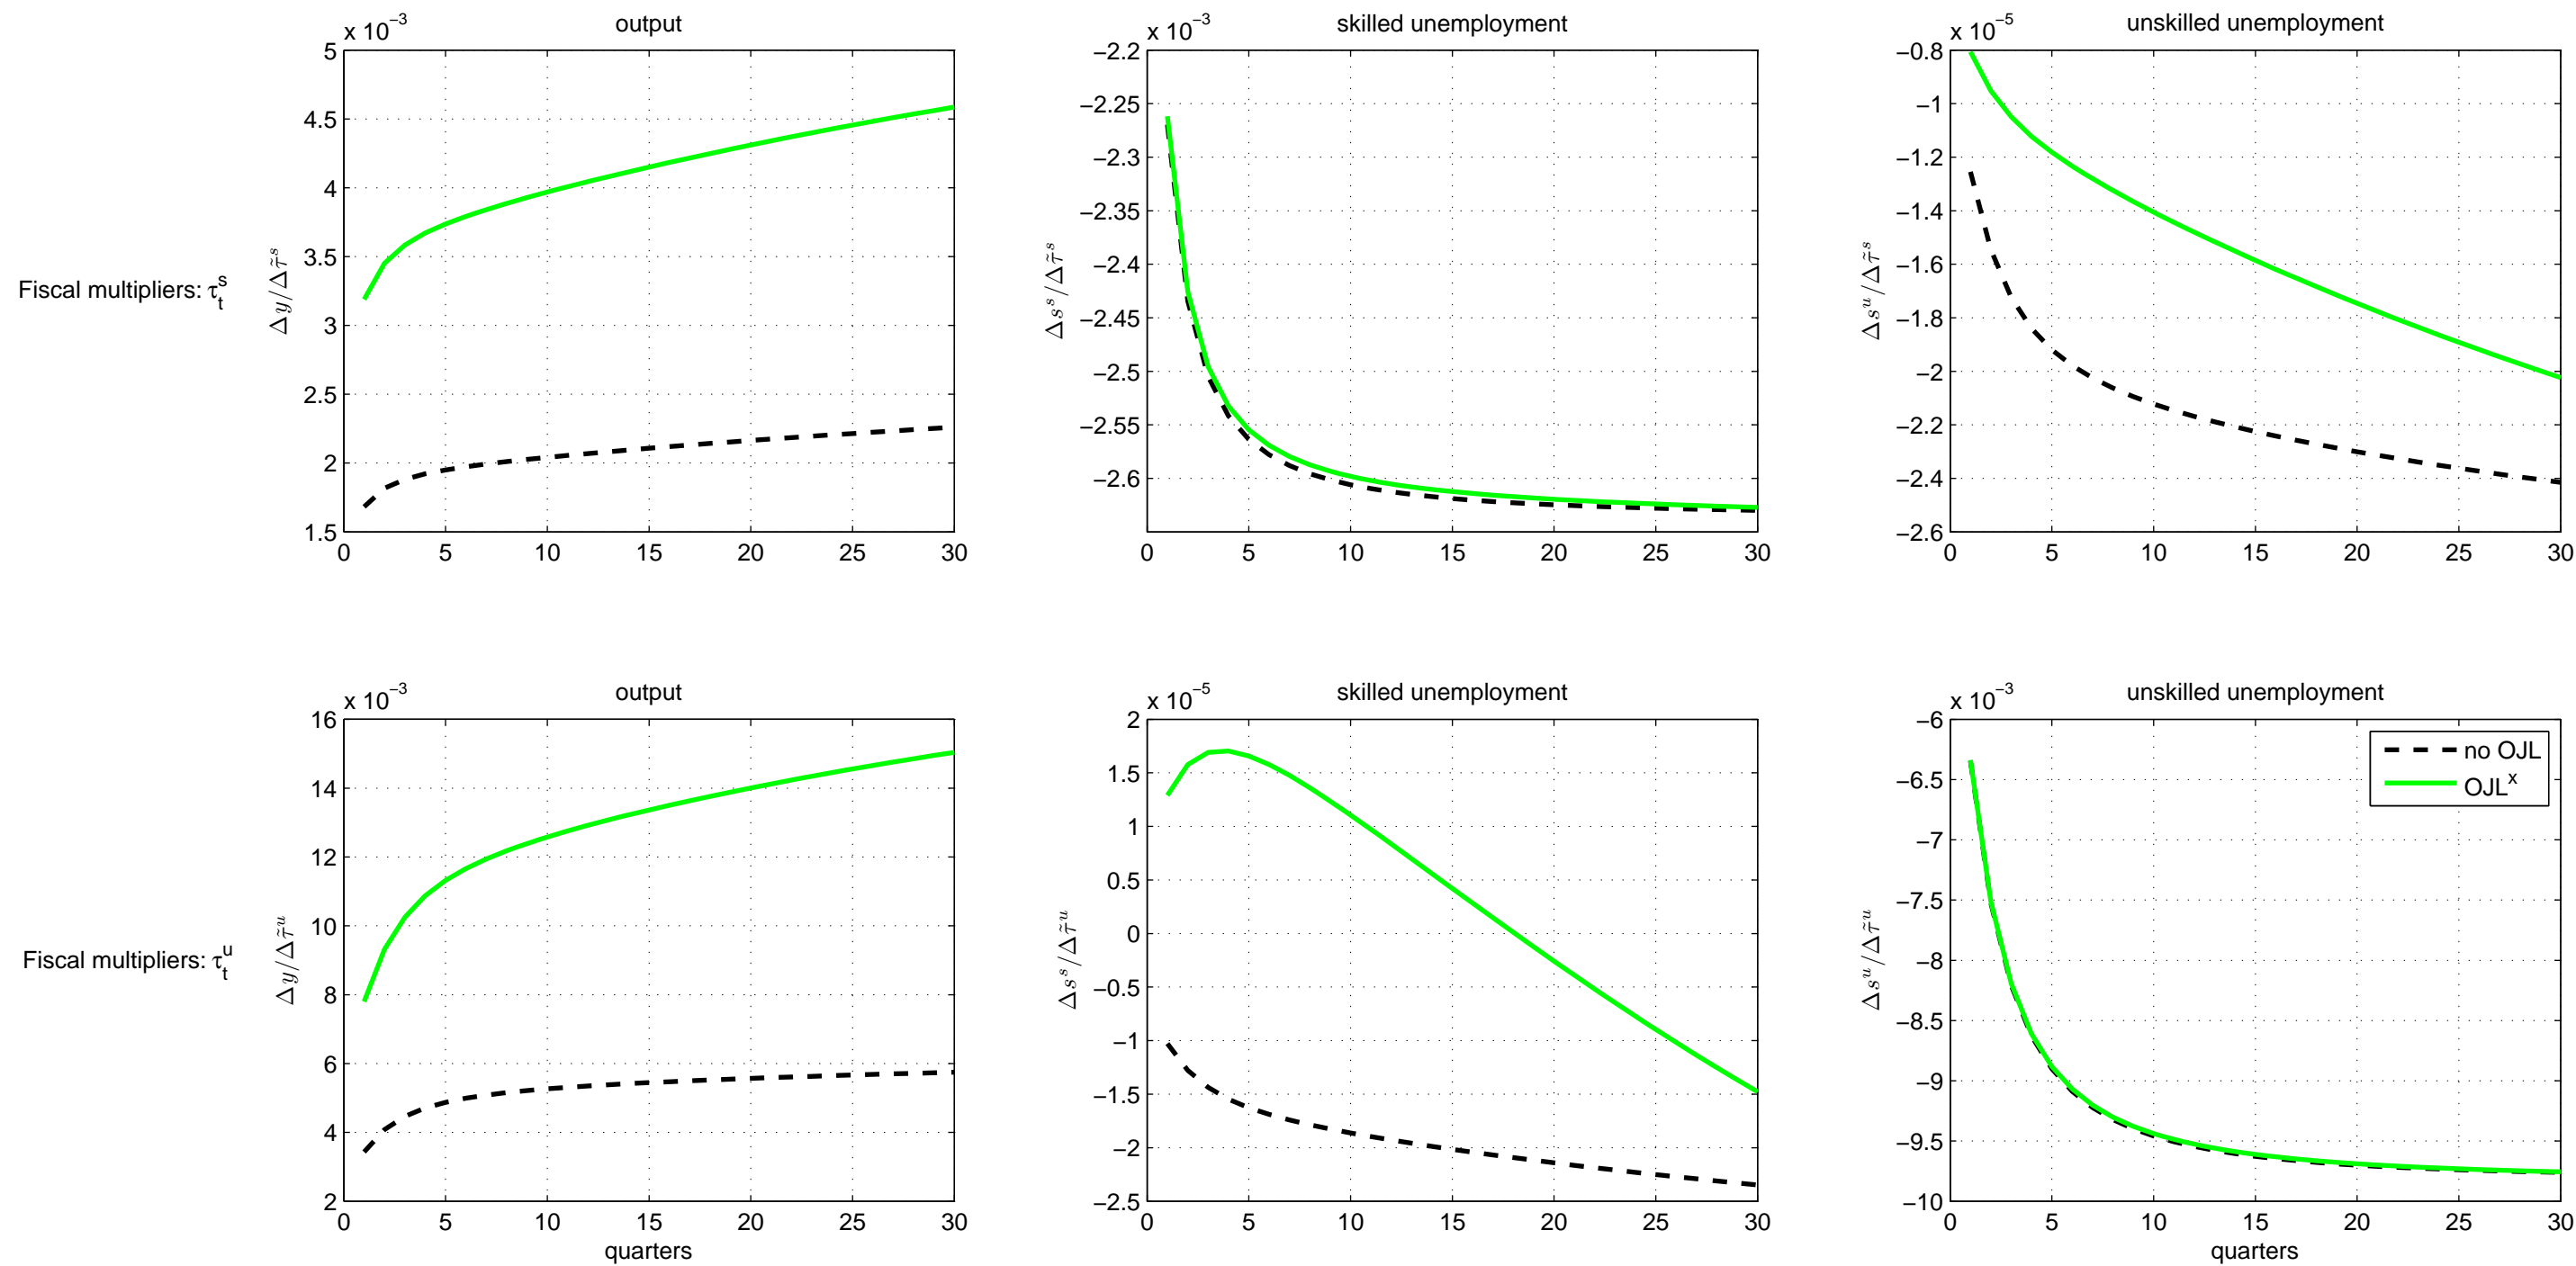 output
x 10⁻³
5
4.5
4
3.5
3
2.5
2
1.5
0 5 10 15 20 25 30
Δy/Δτ̃ˢ
Fiscal multipliers: τₜˢ
skilled unemployment
x 10⁻³
−2.2
−2.25
−2.3
−2.35
−2.4
−2.45
−2.5
−2.55
−2.6
0 5 10 15 20 25 30
Δsˢ/Δτ̃ˢ
unskilled unemployment
x 10⁻⁵
−0.8
−1
−1.2
−1.4
−1.6
−1.8
−2
−2.2
−2.4
−2.6
0 5 10 15 20 25 30
Δsᵘ/Δτ̃ˢ
output
x 10⁻³
16
14
12
10
8
6
4
2
0 5 10 15 20 25 30
quarters
Δy/Δτ̃ᵘ
Fiscal multipliers: τₜᵘ
skilled unemployment
x 10⁻⁵
2
1.5
1
0.5
0
−0.5
−1
−1.5
−2
−2.5
0 5 10 15 20 25 30
Δsˢ/Δτ̃ᵘ
unskilled unemployment
x 10⁻³
−6
−6.5
−7
−7.5
−8
−8.5
−9
−9.5
−10
0 5 10 15 20 25 30
quarters
Δsᵘ/Δτ̃ᵘ
no OJL
OJLˣ